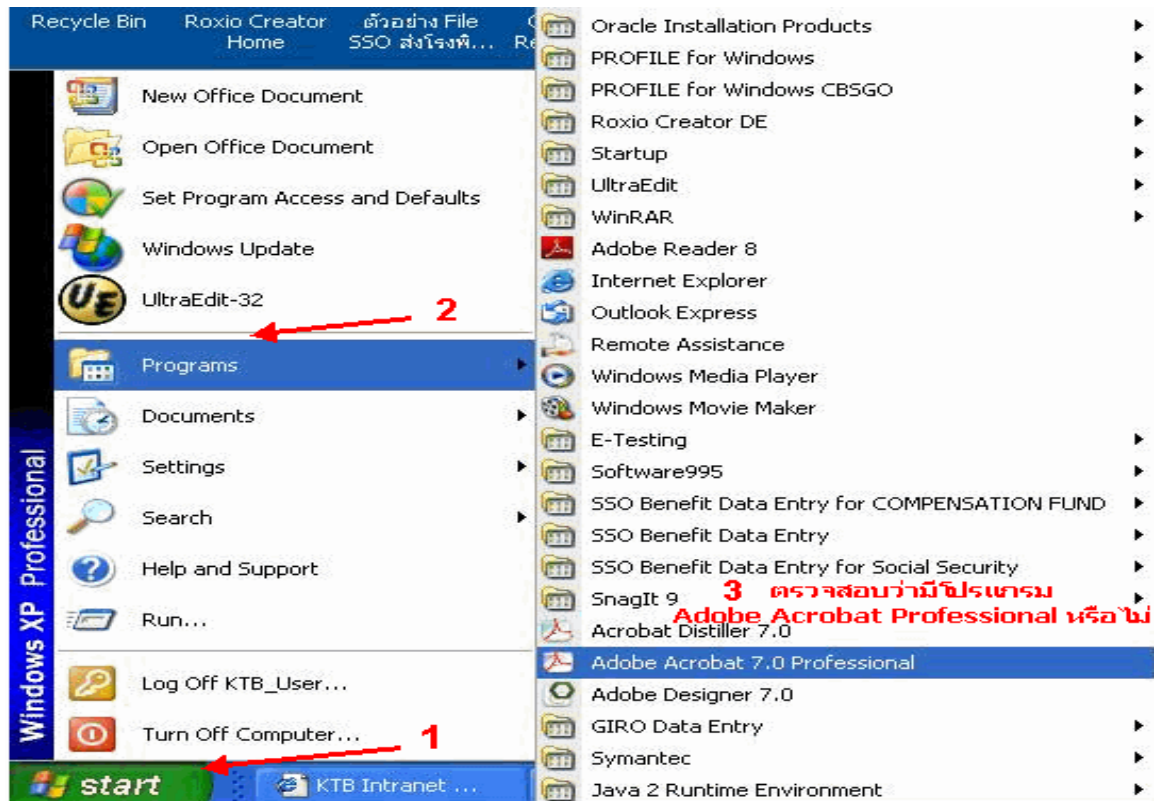 Recycle Bin
Roxio Creator
Home
ตัวอย่าง File
SSO ส่งโรงพิ...
New Office Document
Open Office Document
Set Program Access and Defaults
Windows Update
UltraEdit-32
2
Programs
Documents
Settings
Search
Help and Support
Run...
Log Off KTB_User...
Turn Off Computer...
1
Windows XP Professional
start
KTB Intranet ...
Oracle Installation Products
PROFILE for Windows
PROFILE for Windows CBSGO
Roxio Creator DE
Startup
UltraEdit
WinRAR
Adobe Reader 8
Internet Explorer
Outlook Express
Remote Assistance
Windows Media Player
Windows Movie Maker
E-Testing
Software995
SSO Benefit Data Entry for COMPENSATION FUND
SSO Benefit Data Entry
SSO Benefit Data Entry for Social Security
3 ตรวจสอบว่ามีโปรแกรม
SnagIt 9
Adobe Acrobat Professional หรือไม่
Acrobat Distiller 7.0
Adobe Acrobat 7.0 Professional
Adobe Designer 7.0
GIRO Data Entry
Symantec
Java 2 Runtime Environment